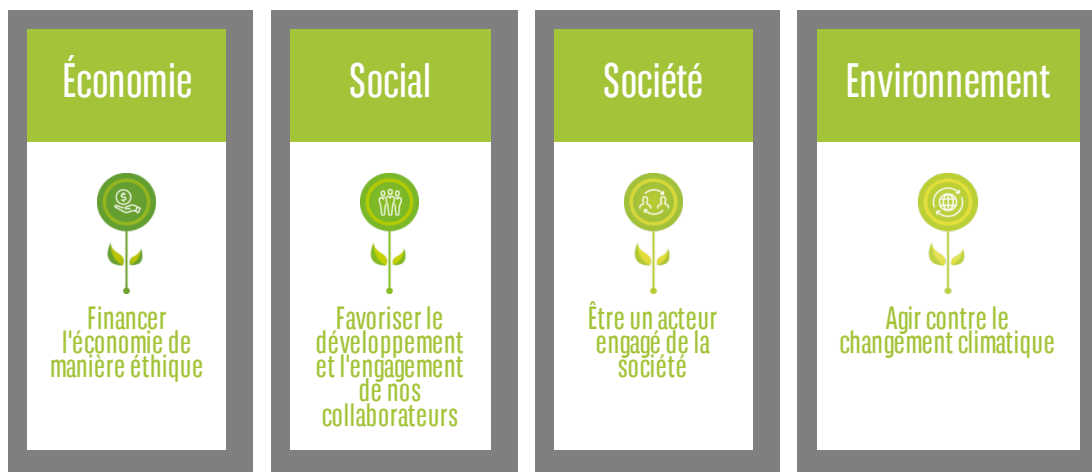 Économie
Financer
l'économie de
manière éthique
Social
Favoriser le
développement
et l'engagement
de nos
collaborateurs
Société
Être un acteur
engagé de la
société
Environnement
Agir contre le
changement climatique